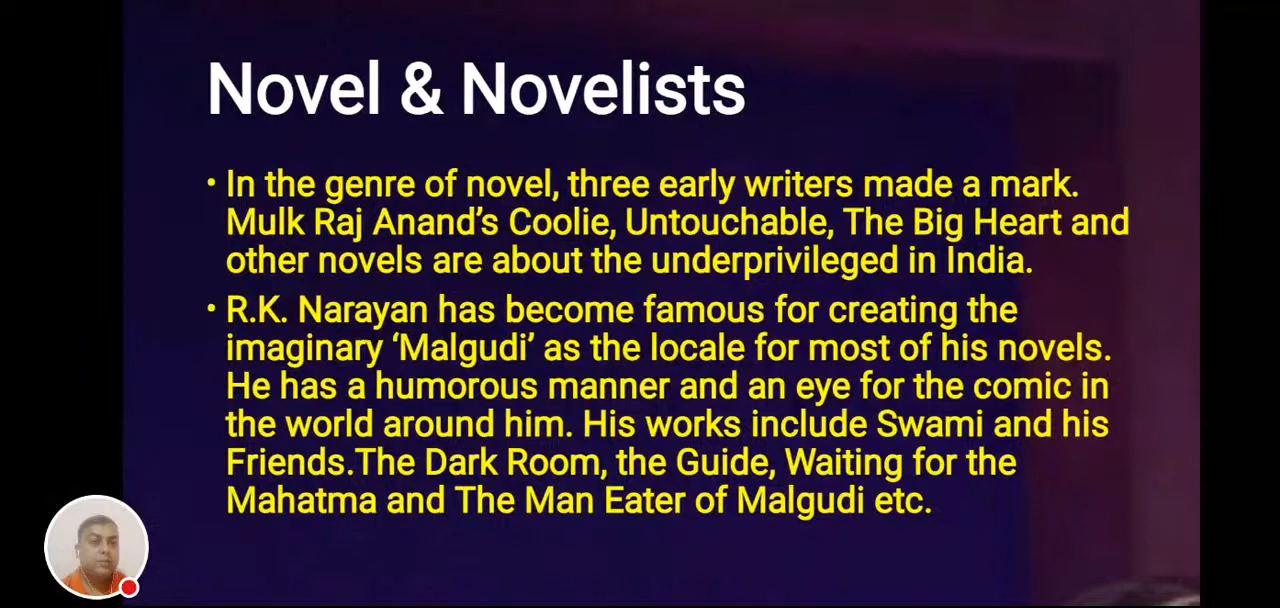 Novel & Novelists
• In the genre of novel, three early writers made a mark.
Mulk Raj Anand’s Coolie, Untouchable, The Big Heart and
other novels are about the underprivileged in India.
• R.K. Narayan has become famous for creating the
imaginary ‘Malgudi’ as the locale for most of his novels.
He has a humorous manner and an eye for the comic in
the world around him. His works include Swami and his
Friends.The Dark Room, the Guide, Waiting for the
Mahatma and The Man Eater of Malgudi etc.